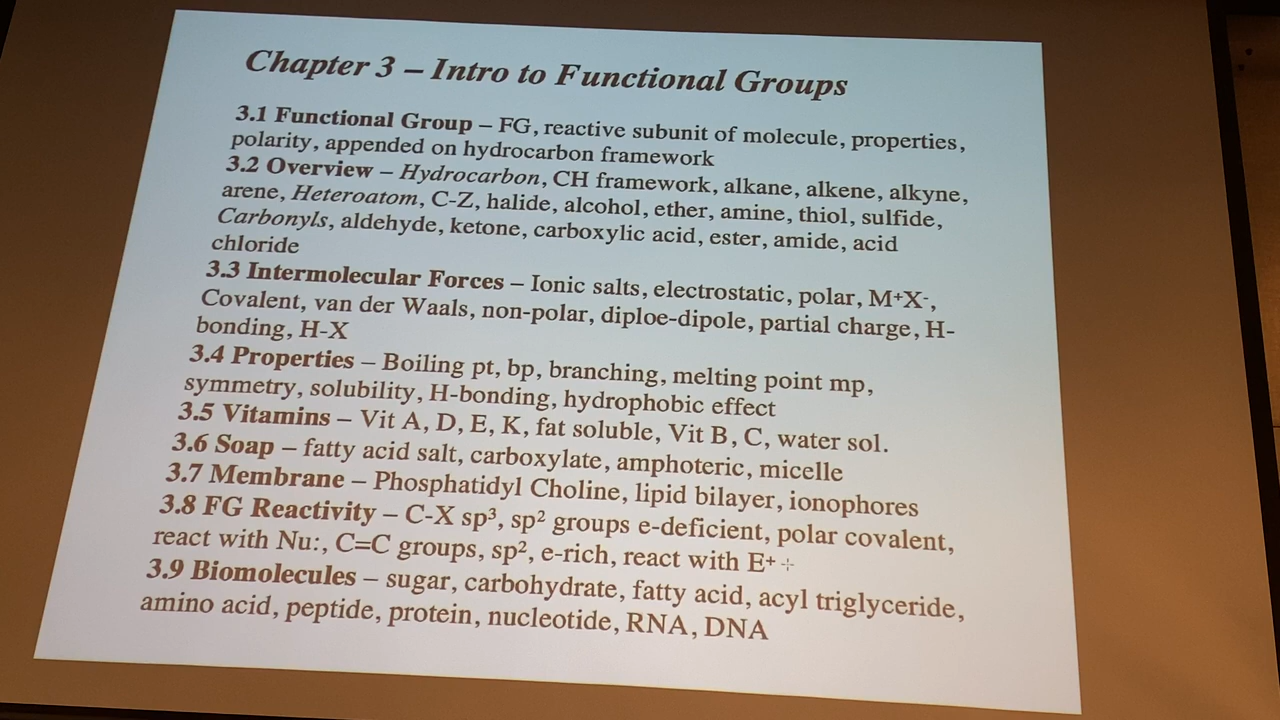 Chapter 3 – Intro to Functional Groups
3.1 Functional Group – FG, reactive subunit of molecule, properties,
polarity, appended on hydrocarbon framework
3.2 Overview – Hydrocarbon, CH framework, alkane, alkene, alkyne,
arene, Heteroatom, C-Z, halide, alcohol, ether, amine, thiol, sulfide,
Carbonyls, aldehyde, ketone, carboxylic acid, ester, amide, acid
chloride
3.3 Intermolecular Forces – Ionic salts, electrostatic, polar, M⁺X⁻,
Covalent, van der Waals, non-polar, diploe-dipole, partial charge, H-
bonding, H-X
3.4 Properties – Boiling pt, bp, branching, melting point mp,
symmetry, solubility, H-bonding, hydrophobic effect
3.5 Vitamins – Vit A, D, E, K, fat soluble, Vit B, C, water sol.
3.6 Soap – fatty acid salt, carboxylate, amphoteric, micelle
3.7 Membrane – Phosphatidyl Choline, lipid bilayer, ionophores
3.8 FG Reactivity – C-X sp³, sp² groups e-deficient, polar covalent,
react with Nu:, C=C groups, sp², e-rich, react with E⁺
3.9 Biomolecules – sugar, carbohydrate, fatty acid, acyl triglyceride,
amino acid, peptide, protein, nucleotide, RNA, DNA